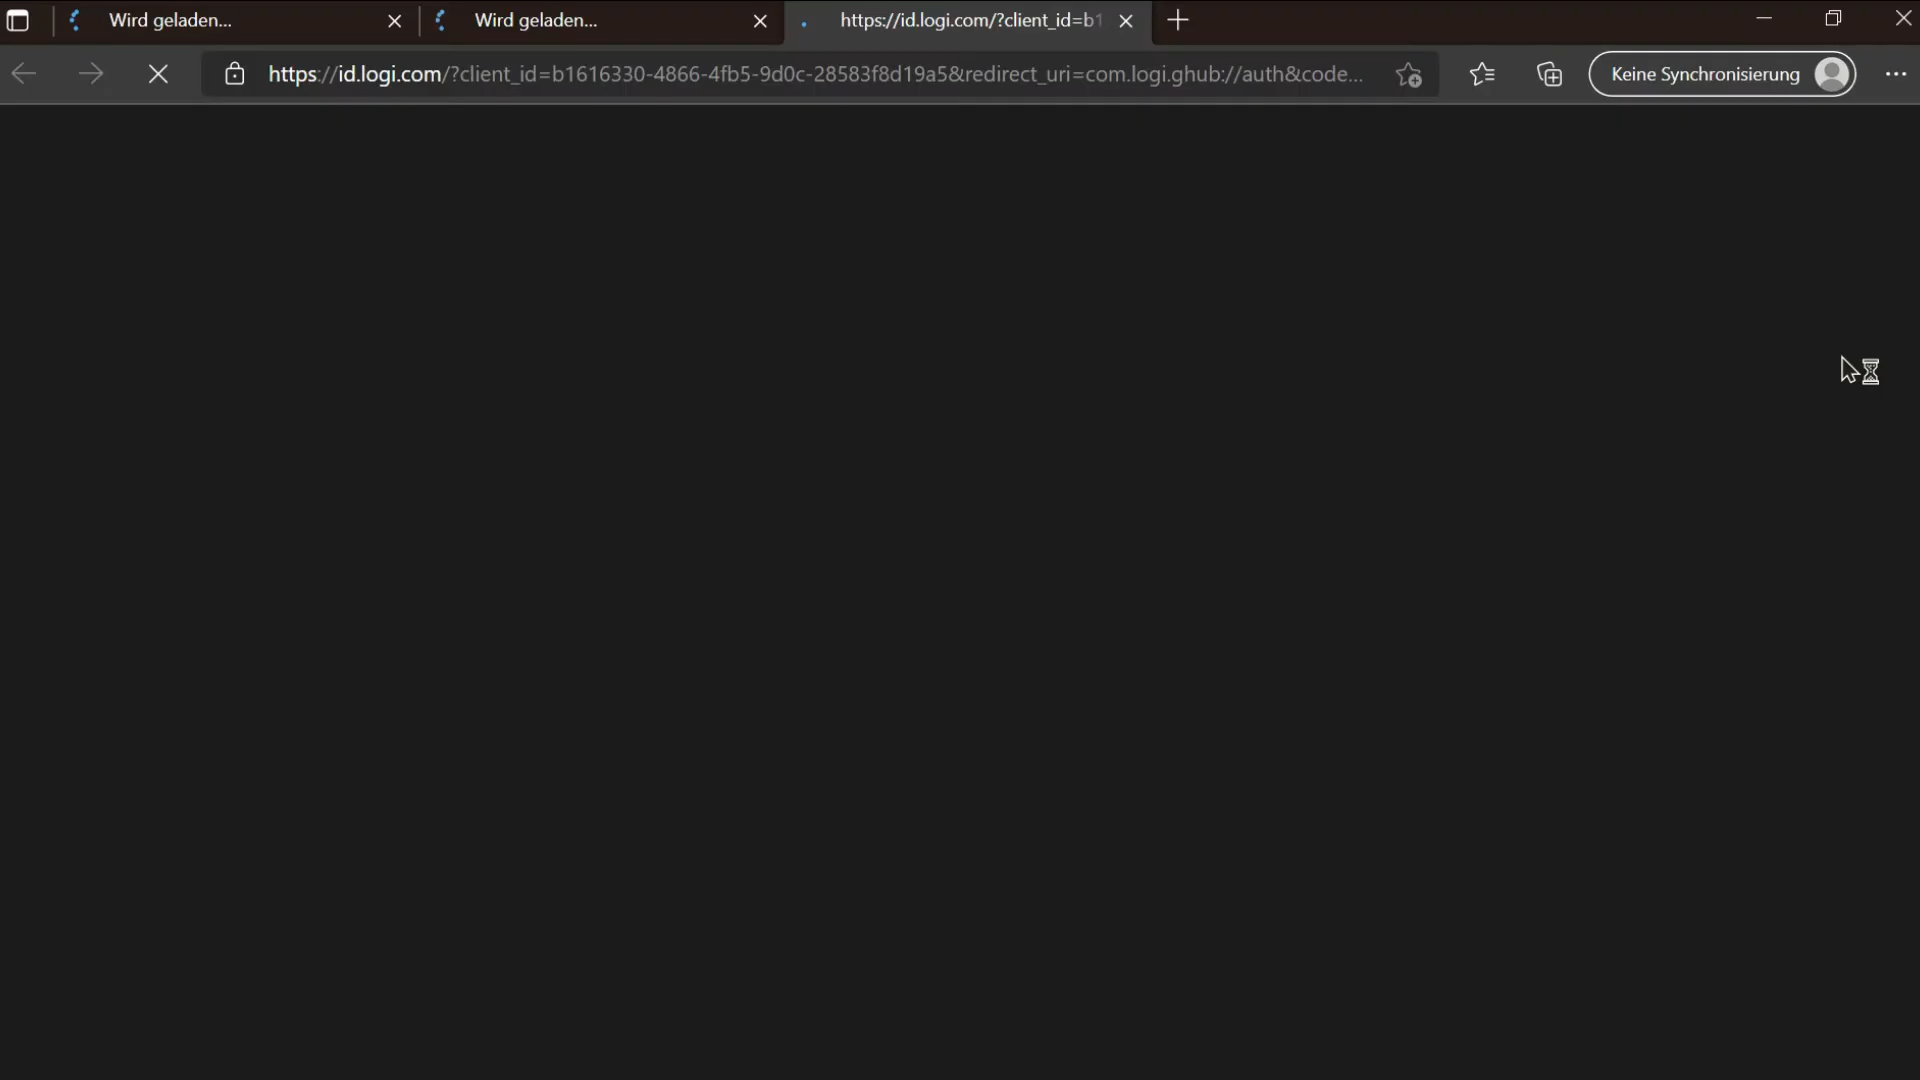 Wird geladen...
Wird geladen...
https://id.logi.com/?client_id=b1
https://id.logi.com/?client_id=b1616330-4866-4fb5-9d0c-28583f8d19a5&redirect_uri=com.logi.ghub://auth&code...
Keine Synchronisierung